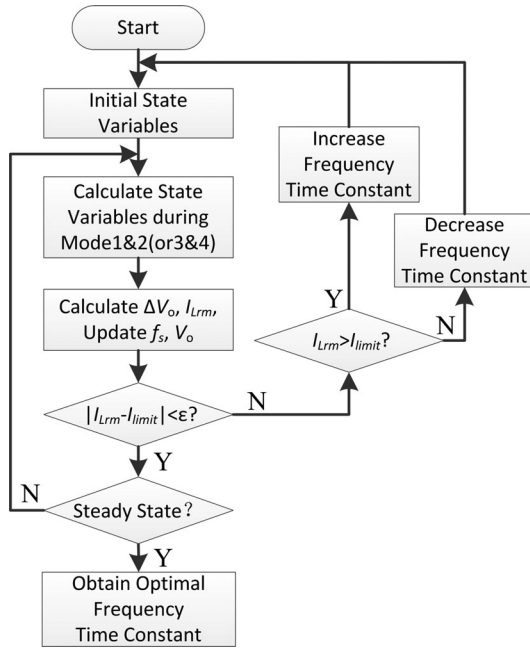 Start
Initial State
Variables
Calculate State
Variables during
Mode1&2(or3&4)
Calculate ΔVo, ILrm,
Update fs, Vo
|ILrm-Ilimit|<ε?
N
Y
Steady State？
N
Y
Obtain Optimal
Frequency
Time Constant
ILrm>Ilimit?
Y
N
Increase
Frequency
Time Constant
Decrease
Frequency
Time Constant